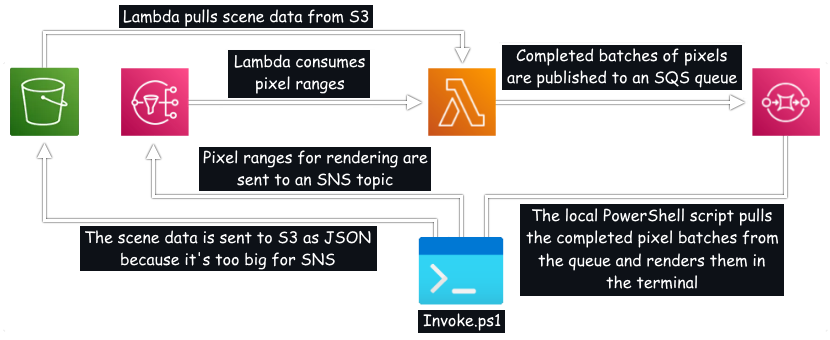 Lambda pulls scene data from S3
Lambda consumes
pixel ranges
Completed batches of pixels
are published to an SQS queue
Pixel ranges for rendering are
sent to an SNS topic
The scene data is sent to S3 as JSON
because it's too big for SNS
The local PowerShell script pulls
the completed pixel batches from
the queue and renders them in
the terminal
Invoke.ps1